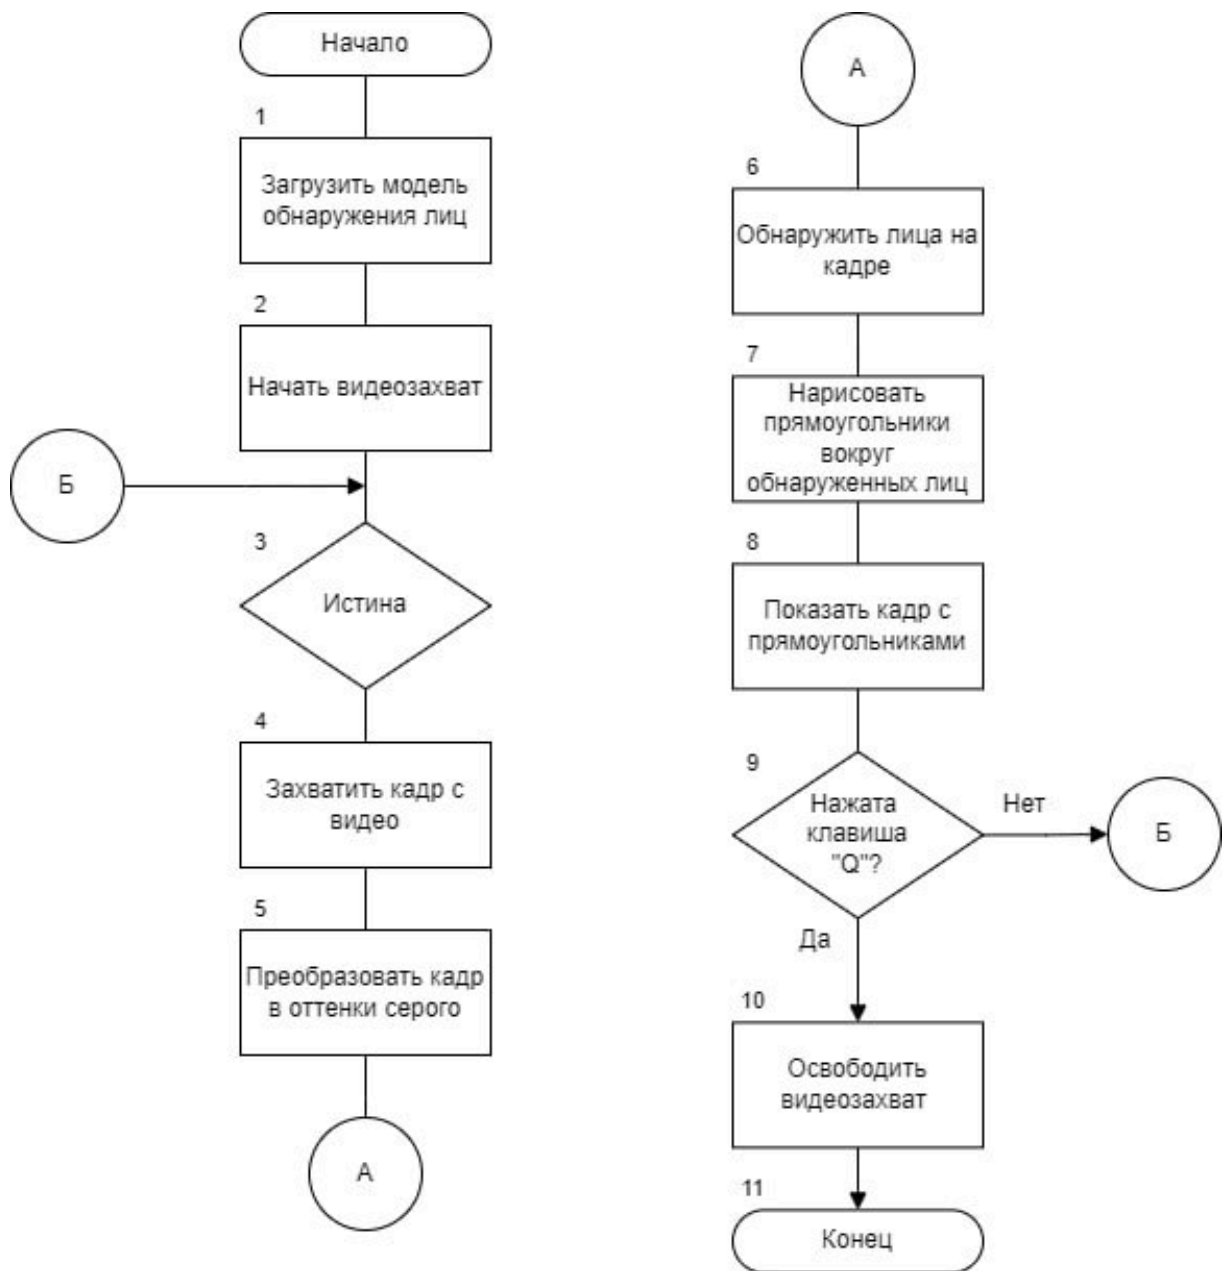 Начало
1
Загрузить модель
обнаружения лиц
2
Начать видеозахват
Б
3
Истина
4
Захватить кадр с
видео
5
Преобразовать кадр
в оттенки серого
А
А
6
Обнаружить лица на
кадре
7
Нарисовать
прямоугольники
вокруг
обнаруженных лиц
8
Показать кадр с
прямоугольниками
9
Нажата
клавиша
"Q"?
Нет
Б
Да
10
Освободить
видеозахват
11
Конец